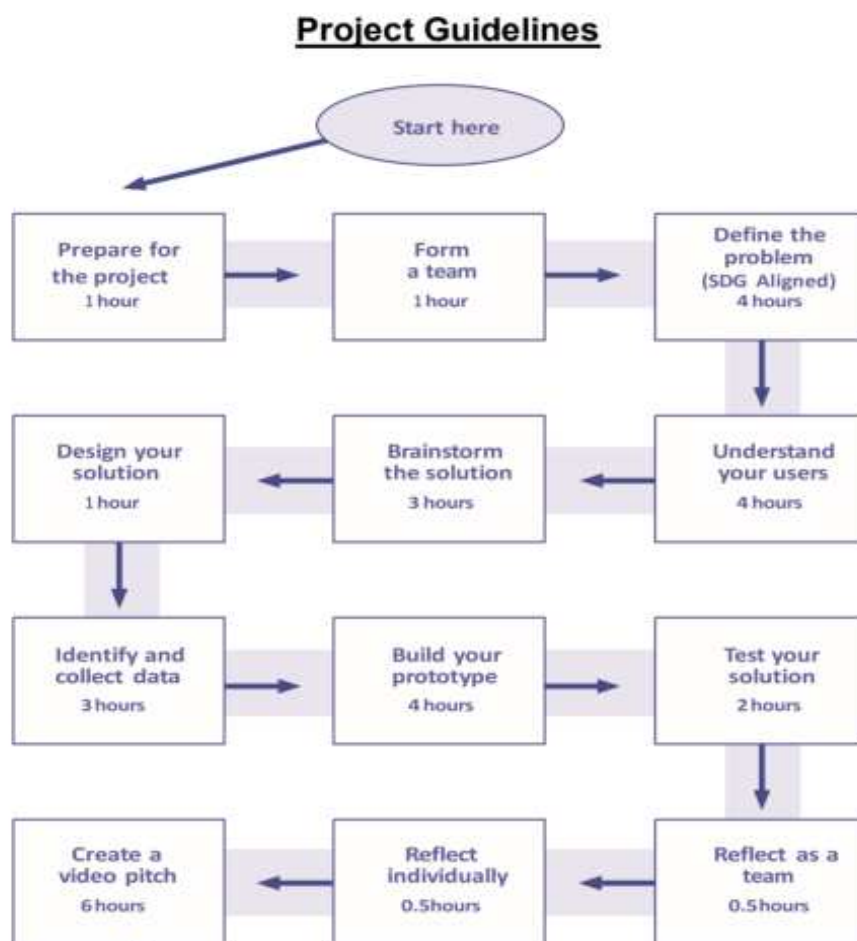 Project Guidelines
Start here
Prepare for
the project
1 hour
Form
a team
1 hour
Define the
problem
(SDG Aligned)
4 hours
Understand
your users
4 hours
Brainstorm
the solution
3 hours
Design your
solution
1 hour
Identify and
collect data
3 hours
Build your
prototype
4 hours
Test your
solution
2 hours
Reflect as a
team
0.5hours
Reflect
individually
0.5hours
Create a
video pitch
6 hours